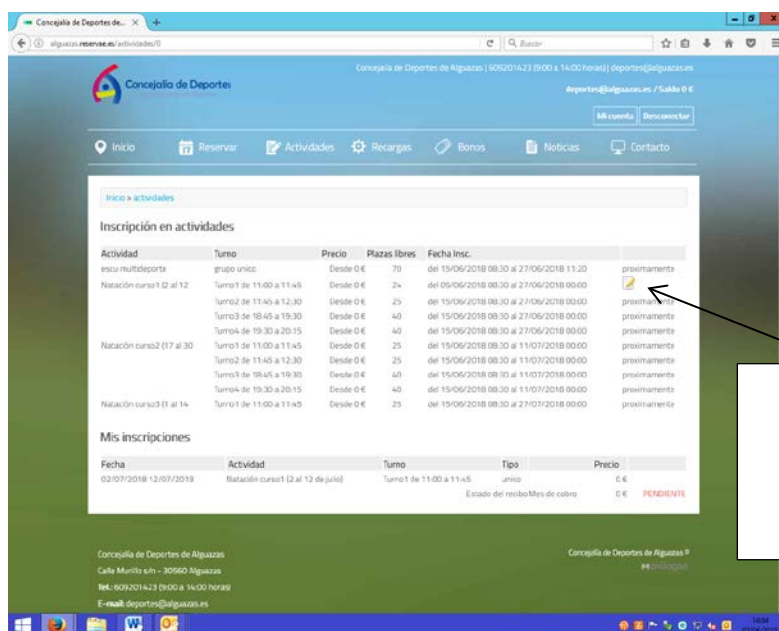 Concejalía de Deportes de... × +
alguazas.reservae.es/actividades/0
Buscar
Concejalía de Deportes
Concejalía de Deportes de Alguazas | 609201423 (9:00 a 14:00 horas) | deportes@alguazas.es
deportes@alguazas.es / Saldo 0 €
Mi cuenta Desconectar
Inicio Reservar Actividades Recargas Bonos Noticias Contacto
Inicio > actividades
Inscripción en actividades
Actividad Turno Precio Plazas libres Fecha Insc.
escu multideporte grupo unico Desde 0 € 70 del 15/06/2018 08:30 al 27/06/2018 11:20 proximamente
Natación curso1 (2 al 12 Turno1 de 11:00 a 11:45 Desde 0 € 24 del 05/06/2018 08:30 al 27/06/2018 00:00
Turno2 de 11:45 a 12:30 Desde 0 € 25 del 15/06/2018 08:30 al 27/06/2018 00:00 proximamente
Turno3 de 18:45 a 19:30 Desde 0 € 40 del 15/06/2018 08:30 al 27/06/2018 00:00 proximamente
Turno4 de 19:30 a 20:15 Desde 0 € 40 del 15/06/2018 08:30 al 27/06/2018 00:00 proximamente
Natación curso2 (17 al 30 Turno1 de 11:00 a 11:45 Desde 0 € 25 del 15/06/2018 08:30 al 11/07/2018 00:00 proximamente
Turno2 de 11:45 a 12:30 Desde 0 € 25 del 15/06/2018 08:30 al 11/07/2018 00:00 proximamente
Turno3 de 18:45 a 19:30 Desde 0 € 40 del 15/06/2018 08:30 al 11/07/2018 00:00 proximamente
Turno4 de 19:30 a 20:15 Desde 0 € 40 del 15/06/2018 08:30 al 11/07/2018 00:00 proximamente
Natación curso3 (1 al 14 Turno1 de 11:00 a 11:45 Desde 0 € 25 del 15/06/2018 08:30 al 27/07/2018 00:00 proximamente
Mis inscripciones
Fecha Actividad Turno Tipo Precio
02/07/2018 12/07/2018 Natación curso1 (2 al 12 de julio) Turno1 de 11:00 a 11:45 unico 0 €
Estado del recibo Mes de cobro 0 € PENDIENTE
Concejalía de Deportes de Alguazas
Concejalía de Deportes de Alguazas ©
Calle Murillo s/n - 30560 Alguazas
Tel.: 609201423 (9:00 a 14:00 horas)
E-mail: deportes@alguazas.es